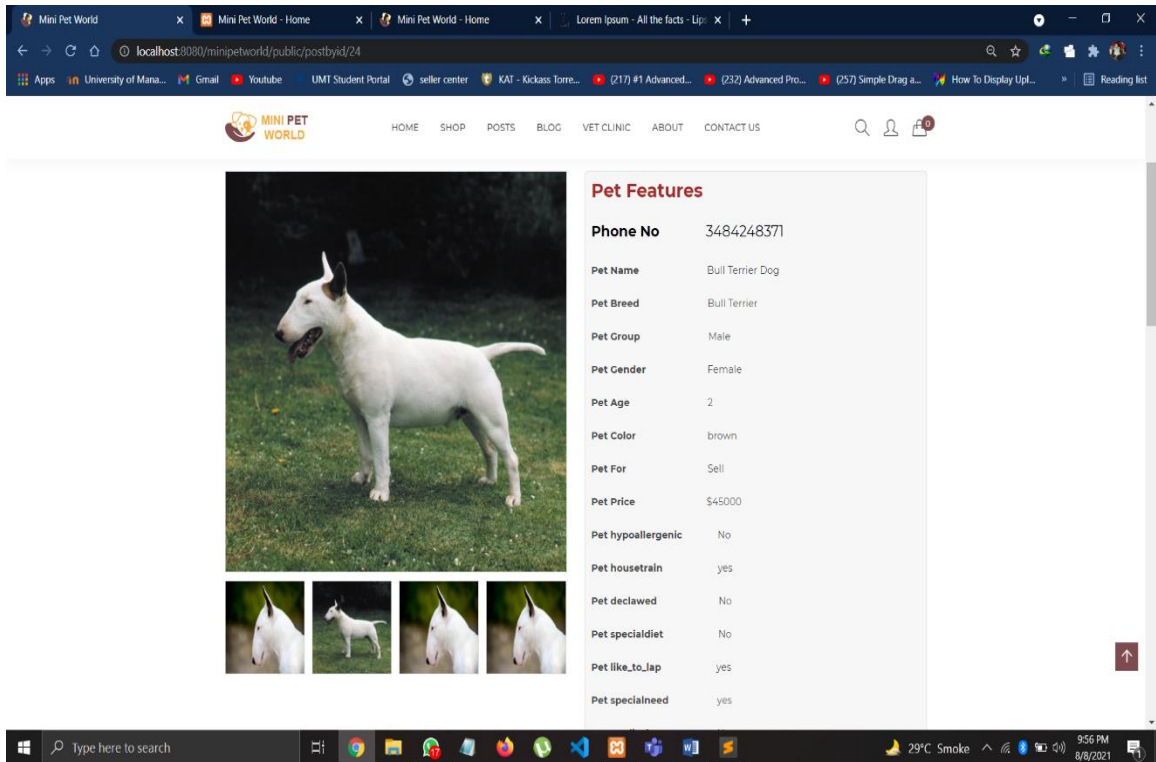 Mini Pet World
Mini Pet World - Home
Mini Pet World - Home
Lorem Ipsum - All the facts - Lip
localhost:8080/minipetworld/public/postbyid/24
Apps University of Mana... Gmail Youtube UMT Student Portal seller center KAT - Kickass Torre... (217) #1 Advanced... (232) Advanced Pro... (257) Simple Drag a... How To Display Upl... » Reading list
MINI PET
WORLD
HOME SHOP POSTS BLOG VET CLINIC ABOUT CONTACT US 0
Pet Features
Phone No 3484248371
Pet Name Bull Terrier Dog
Pet Breed Bull Terrier
Pet Group Male
Pet Gender Female
Pet Age 2
Pet Color brown
Pet For Sell
Pet Price $45000
Pet hypoallergenic No
Pet housetrain yes
Pet declawed No
Pet specialdiet No
Pet like_to_lap yes
Pet specialneed yes
Type here to search
17
29°C Smoke
9:56 PM
8/8/2021
1